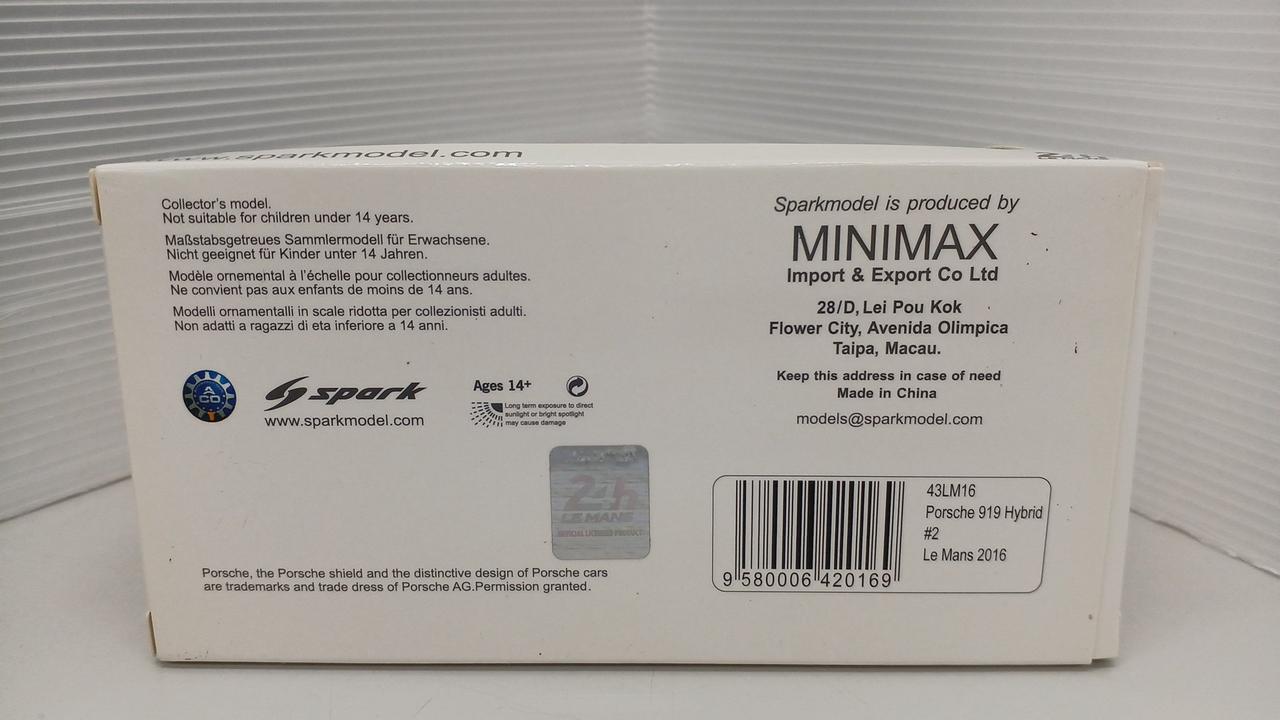 www.sparkmodel.com
Collector's model.
Not suitable for children under 14 years.
Maßstabsgetreues Sammlermodell für Erwachsene.
Nicht geeignet für Kinder unter 14 Jahren.
Modèle ornemental à l'échelle pour collectionneurs adultes.
Ne convient pas aux enfants de moins de 14 ans.
Modelli ornamentalli in scale ridotta per collezionisti adulti.
Non adatti a ragazzi di eta inferiore a 14 anni.
ACO
spark
www.sparkmodel.com
Ages 14+
Long term exposure to direct
sunlight or bright spotlight
may cause damage
24h
LE MANS
OFFICIAL LICENSED PRODUCT
Porsche, the Porsche shield and the distinctive design of Porsche cars
are trademarks and trade dress of Porsche AG.Permission granted.
Sparkmodel is produced by
MINIMAX
Import & Export Co Ltd
28/D, Lei Pou Kok
Flower City, Avenida Olimpica
Taipa, Macau.
Keep this address in case of need
Made in China
models@sparkmodel.com
9 580006 420169
43LM16
Porsche 919 Hybrid
#2
Le Mans 2016